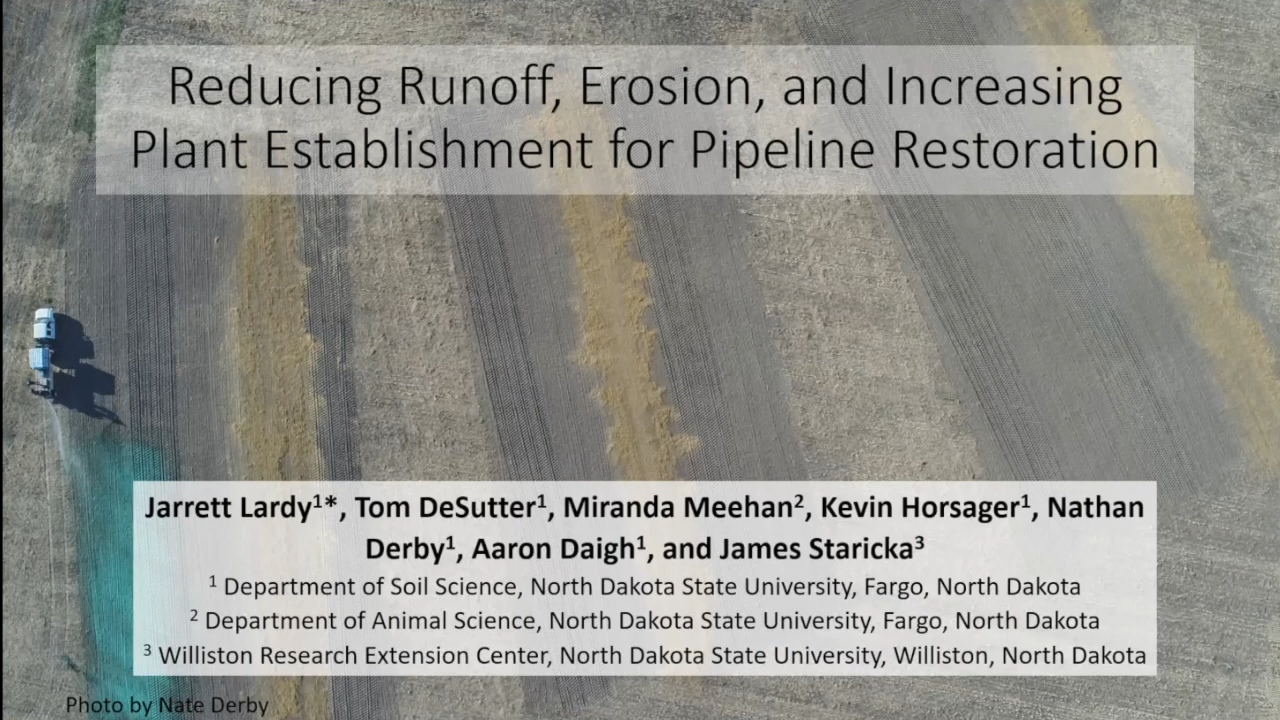 Reducing Runoff, Erosion, and Increasing
Plant Establishment for Pipeline Restoration
Jarrett Lardy¹*, Tom DeSutter¹, Miranda Meehan², Kevin Horsager¹, Nathan
Derby¹, Aaron Daigh¹, and James Staricka³
¹ Department of Soil Science, North Dakota State University, Fargo, North Dakota
² Department of Animal Science, North Dakota State University, Fargo, North Dakota
³ Williston Research Extension Center, North Dakota State University, Williston, North Dakota
Photo by Nate Derby